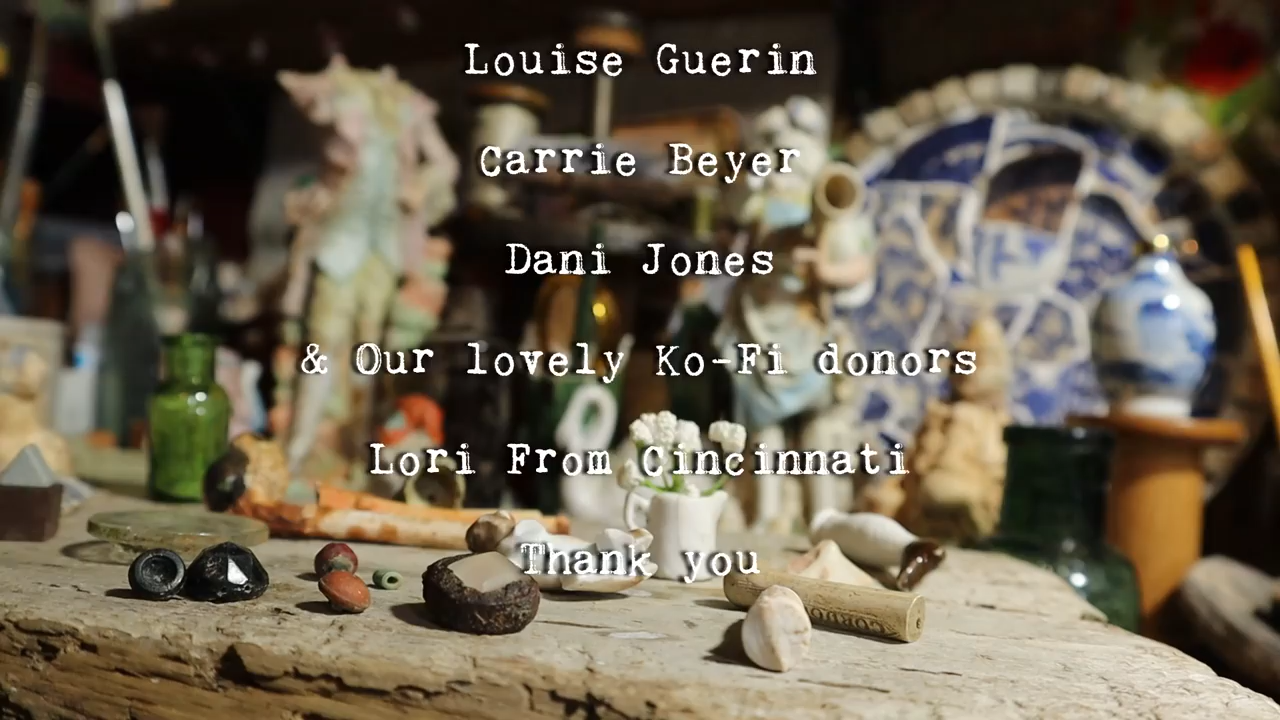 Louise Guerin
Carrie Beyer
Dani Jones
& Our lovely Ko-Fi donors
Lori From Cincinnati
Thank you